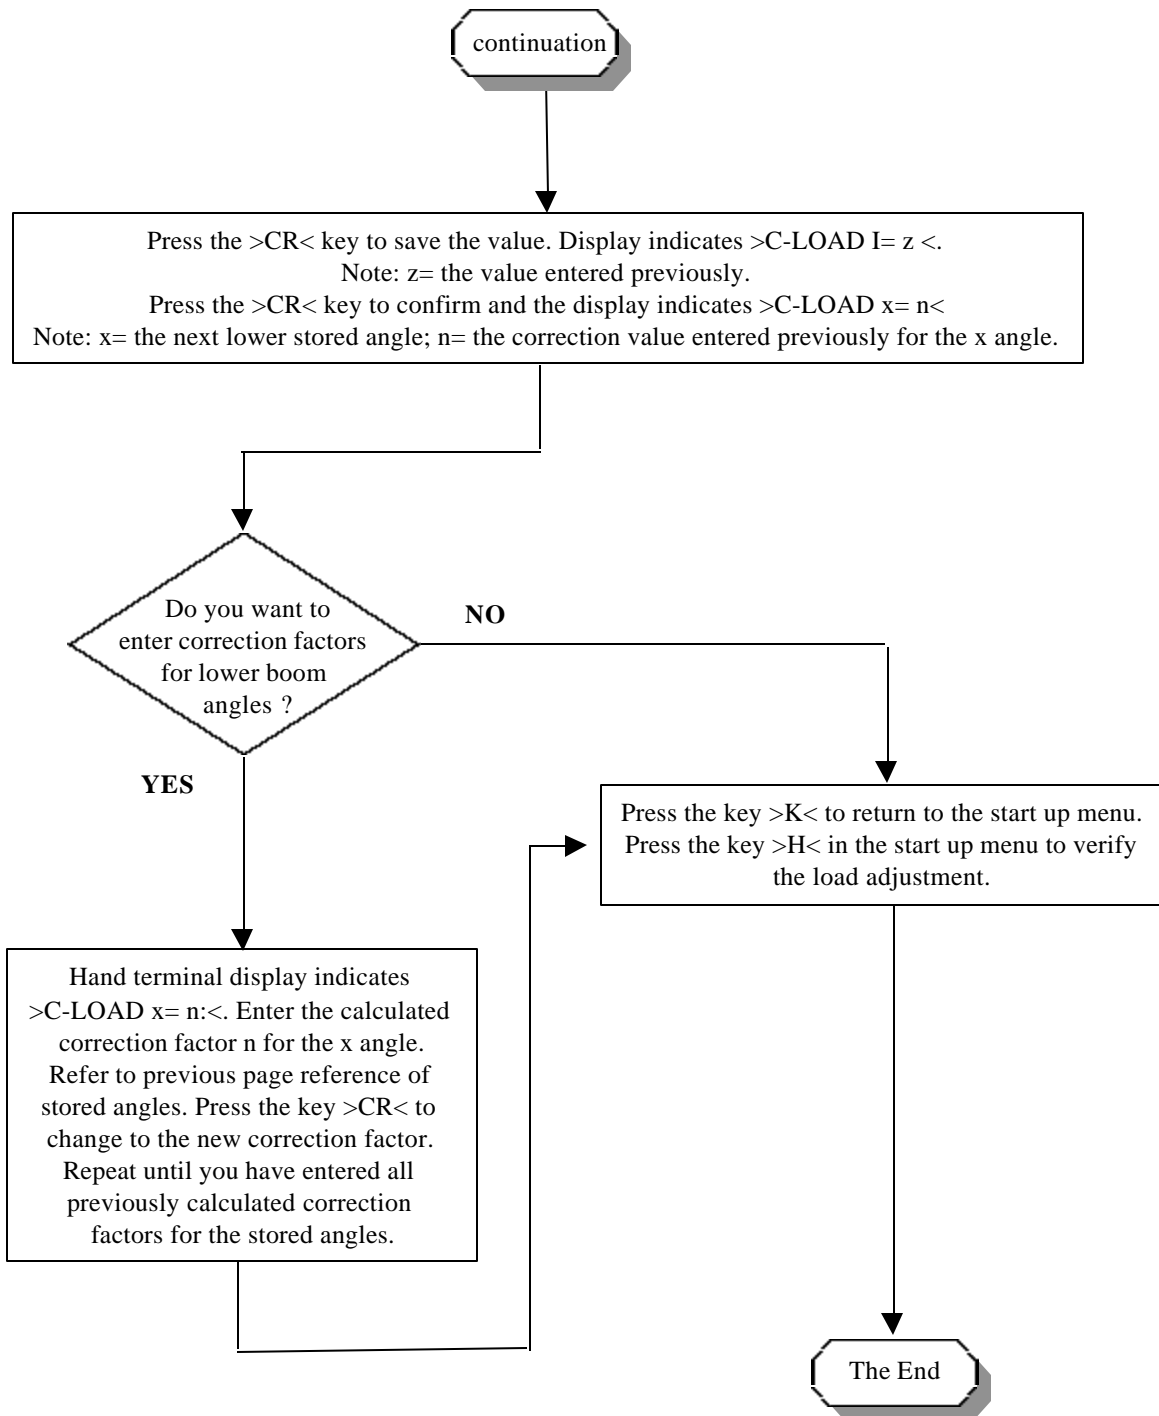 continuation
Press the >CR< key to save the value. Display indicates >C-LOAD I= z <.
Note: z= the value entered previously.
Press the >CR< key to confirm and the display indicates >C-LOAD x= n<
Note: x= the next lower stored angle; n= the correction value entered previously for the x angle.
Do you want to
enter correction factors
for lower boom
angles ?
NO
YES
Press the key >K< to return to the start up menu.
Press the key >H< in the start up menu to verify
the load adjustment.
Hand terminal display indicates
>C-LOAD x= n:<. Enter the calculated
correction factor n for the x angle.
Refer to previous page reference of
stored angles. Press the key >CR< to
change to the new correction factor.
Repeat until you have entered all
previously calculated correction
factors for the stored angles.
The End